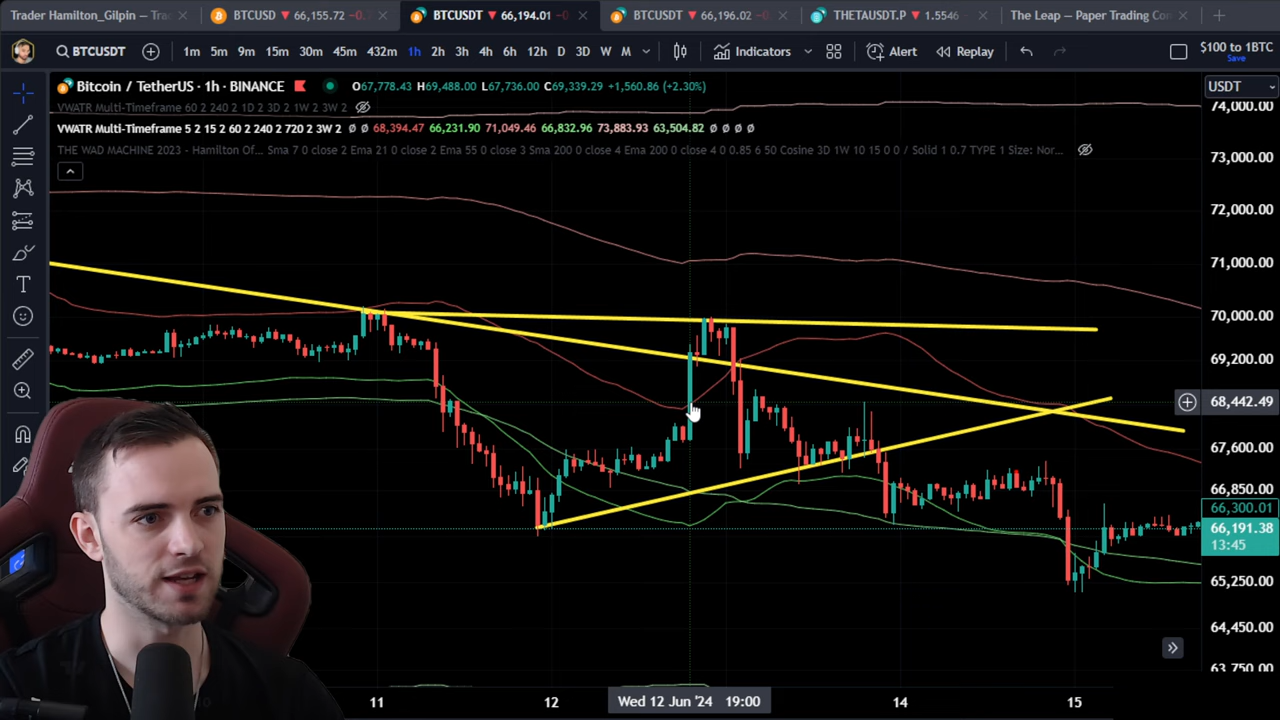 Trader Hamilton_Gilpin — Tra
BTCUSD ▼ 66,155.72 -0.7
BTCUSDT ▼ 66,194.01 -0
BTCUSDT ▼ 66,196.02 -0
THETAUSDT.P ▼ 1.5546
The Leap — Paper Trading Con
BTCUSDT
1m 5m 9m 15m 30m 45m 432m 1h 2h 3h 4h 6h 12h D 3D W M
Indicators
Alert
Replay
$100 to 1BTC
Save
Bitcoin / TetherUS · 1h · BINANCE
O67,778.43 H69,488.00 L67,736.00 C69,339.29 +1,560.86 (+2.30%)
USDT
VWATR Multi-Timeframe 60 2 240 2 1D 2 3D 2 1W 2 3W 2
VWATR Multi-Timeframe 5 2 15 2 60 2 240 2 720 2 3W 2 Ø Ø 68,394.47 66,231.90 71,049.46 66,832.96 73,883.93 63,504.82 Ø Ø Ø Ø
THE WAD MACHINE 2023 - Hamilton Of... Sma 7 0 close 2 Ema 21 0 close 2 Ema 55 0 close 3 Sma 200 0 close 4 Ema 200 0 close 4 0 0.85 6 50 Cosine 3D 1W 10 15 0 0 / Solid 1 0.7 TYPE 1 Size: Nor...
74,000.00
73,000.00
72,000.00
71,000.00
70,000.00
69,200.00
68,442.49
67,600.00
66,850.00
66,300.01
66,191.38
13:45
65,250.00
64,450.00
63,750.00
11
12
Wed 12 Jun '24 19:00
14
15